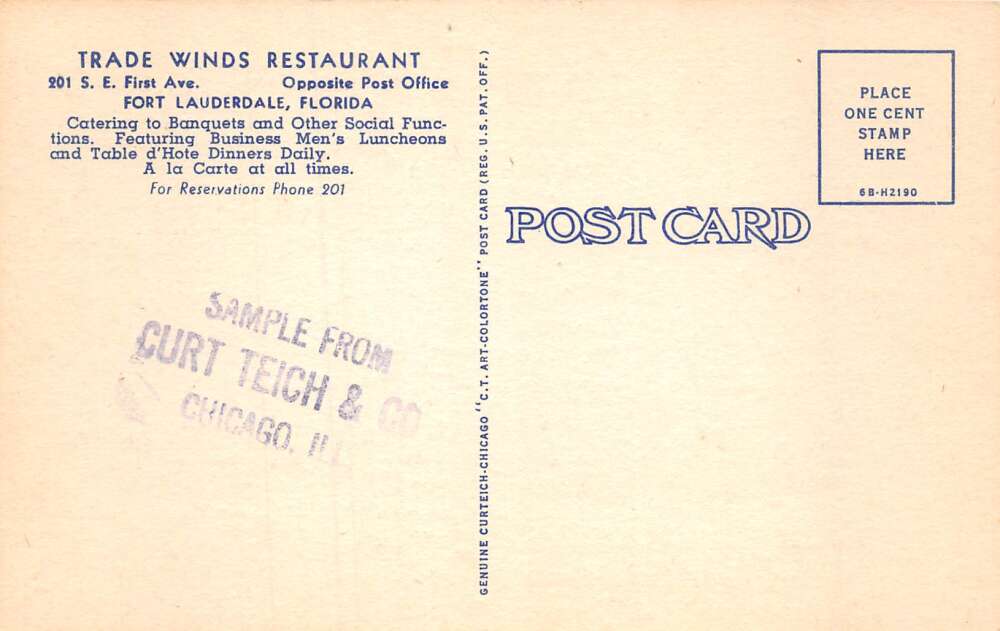 TRADE WINDS RESTAURANT
201 S. E. First Ave. Opposite Post Office
FORT LAUDERDALE, FLORIDA
Catering to Banquets and Other Social Func-
tions. Featuring Business Men's Luncheons
and Table d'Hote Dinners Daily.
A la Carte at all times.
For Reservations Phone 201
SAMPLE FROM
CURT TEICH & CO
CHICAGO, ILL
GENUINE CURTEICH-CHICAGO "C.T. ART-COLORTONE" POST CARD (REG. U.S. PAT. OFF.)
POST CARD
PLACE
ONE CENT
STAMP
HERE
6B-H2190